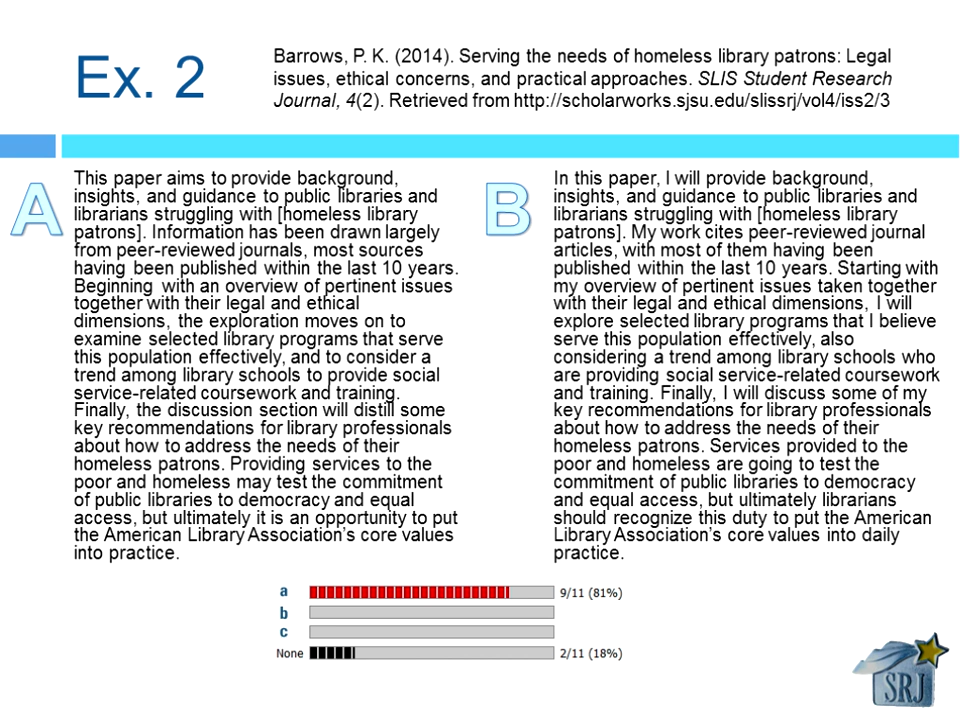 Ex. 2
Barrows, P. K. (2014). Serving the needs of homeless library patrons: Legal
issues, ethical concerns, and practical approaches. SLIS Student Research
Journal, 4(2). Retrieved from http://scholarworks.sjsu.edu/slissrj/vol4/iss2/3
A
This paper aims to provide background,
insights, and guidance to public libraries and
librarians struggling with [homeless library
patrons]. Information has been drawn largely
from peer-reviewed journals, most sources
having been published within the last 10 years.
Beginning with an overview of pertinent issues
together with their legal and ethical
dimensions, the exploration moves on to
examine selected library programs that serve
this population effectively, and to consider a
trend among library schools to provide social
service-related coursework and training.
Finally, the discussion section will distill some
key recommendations for library professionals
about how to address the needs of their
homeless patrons. Providing services to the
poor and homeless may test the commitment
of public libraries to democracy and equal
access, but ultimately it is an opportunity to put
the American Library Association's core values
into practice.
B
In this paper, I will provide background,
insights, and guidance to public libraries and
librarians struggling with [homeless library
patrons]. My work cites peer-reviewed journal
articles, with most of them having been
published within the last 10 years. Starting with
my overview of pertinent issues taken together
with their legal and ethical dimensions, I will
explore selected library programs that I believe
serve this population effectively, also
considering a trend among library schools who
are providing social service-related coursework
and training. Finally, I will discuss some of my
key recommendations for library professionals
about how to address the needs of their
homeless patrons. Services provided to the
poor and homeless are going to test the
commitment of public libraries to democracy
and equal access, but ultimately librarians
should recognize this duty to put the American
Library Association's core values into daily
practice.
a 9/11 (81%)
b
c
None 2/11 (18%)
SRJ